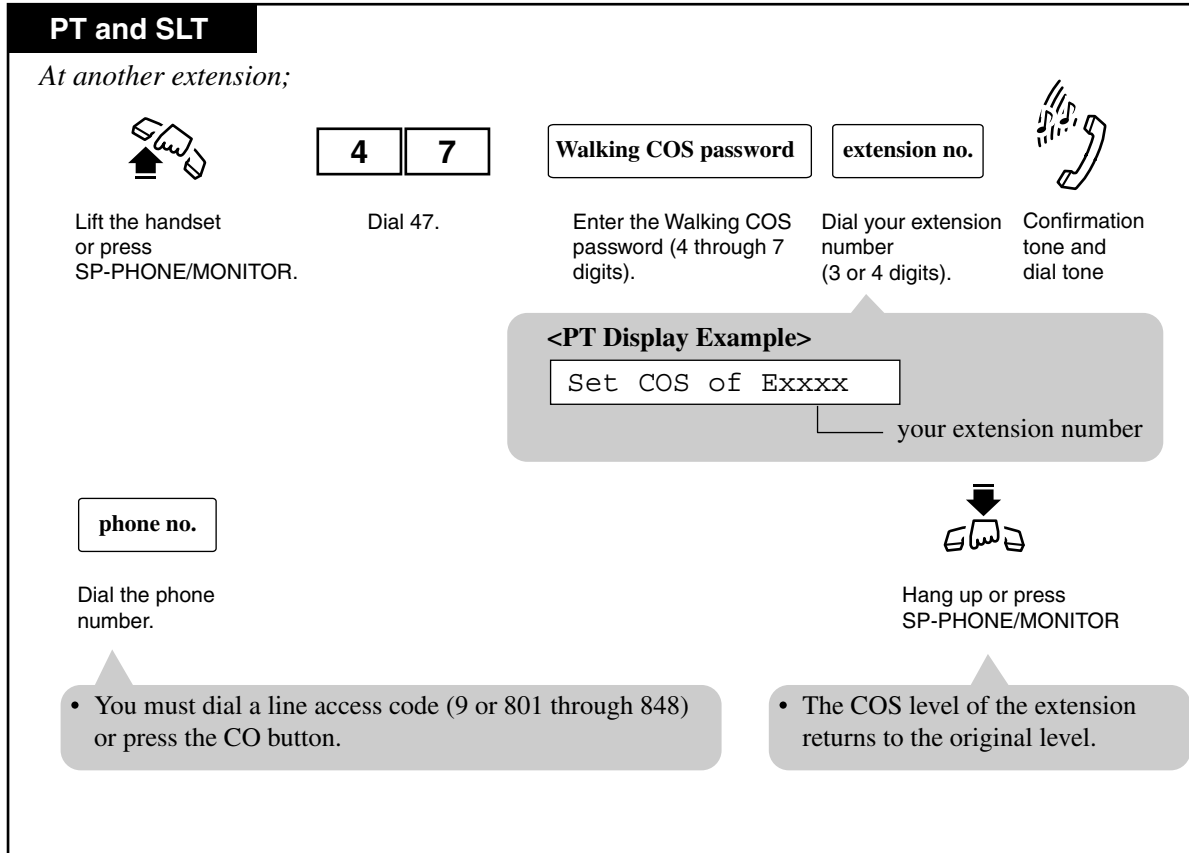 PT and SLT
At another extension;
4 7
Walking COS password
extension no.
Lift the handset
or press
SP-PHONE/MONITOR.
Dial 47.
Enter the Walking COS
password (4 through 7
digits).
Dial your extension
number
(3 or 4 digits).
Confirmation
tone and
dial tone
<PT Display Example>
Set COS of Exxxx
your extension number
phone no.
Dial the phone
number.
Hang up or press
SP-PHONE/MONITOR
• You must dial a line access code (9 or 801 through 848)
or press the CO button.
• The COS level of the extension
returns to the original level.